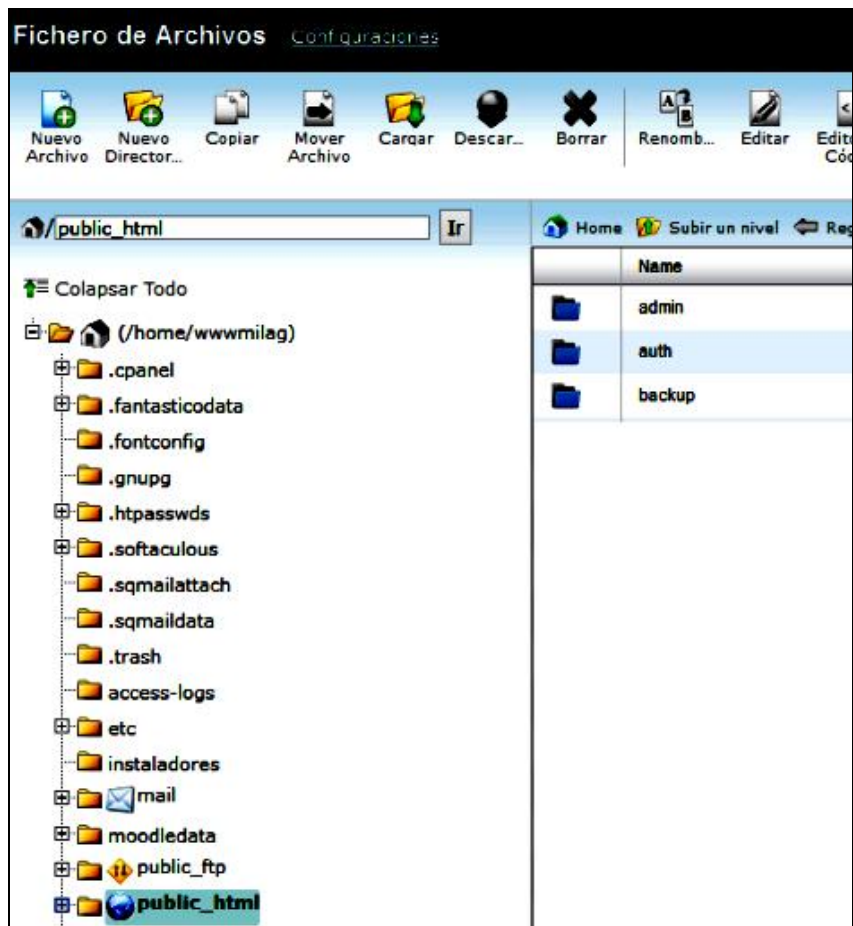 Fichero de Archivos Configuraciones
Nuevo Archivo
Nuevo Director...
Copiar
Mover Archivo
Cargar
Descar...
Borrar
Renomb...
Editar
/public_html Ir
Home Subir un nivel
Colapsar Todo
Name
(/home/wwwmilag)
.cpanel
.fantasticodata
.fontconfig
.gnupg
.htpasswds
.softaculous
.sqmailattach
.sqmaildata
.trash
access-logs
etc
instaladores
mail
moodledata
public_ftp
public_html
admin
auth
backup